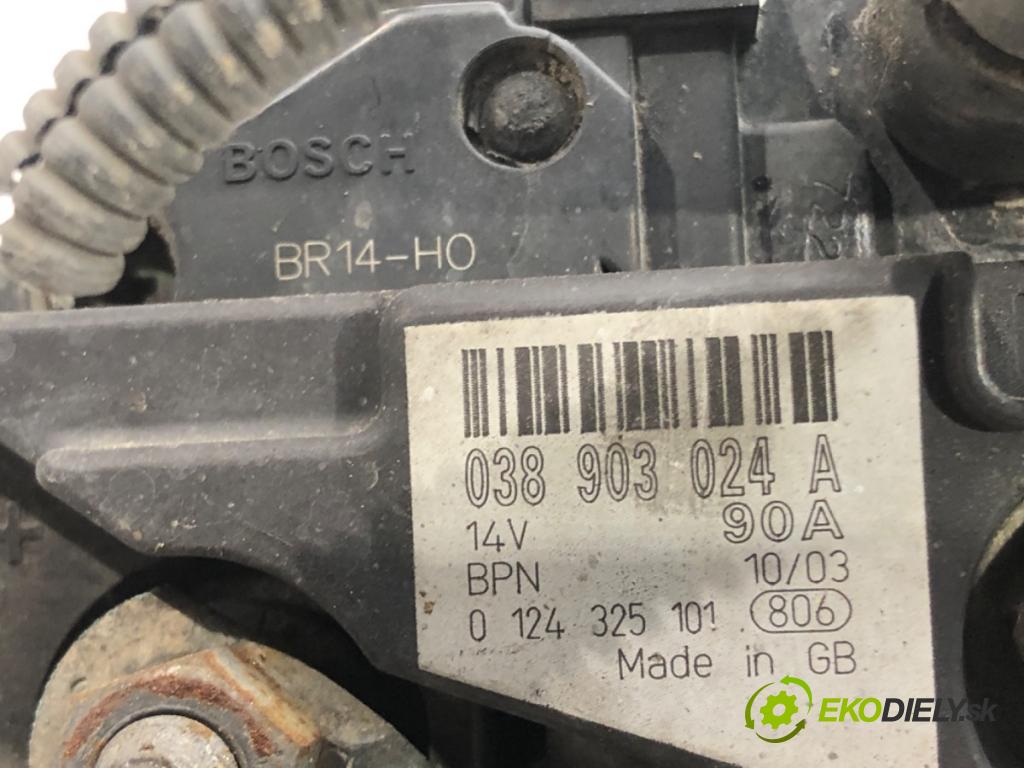 BOSCH
BR14-HO
038 903 024 A
14V 90A
BPN 10/03
0 124 325 101 806
Made in GB
+
EKODIELY.sk